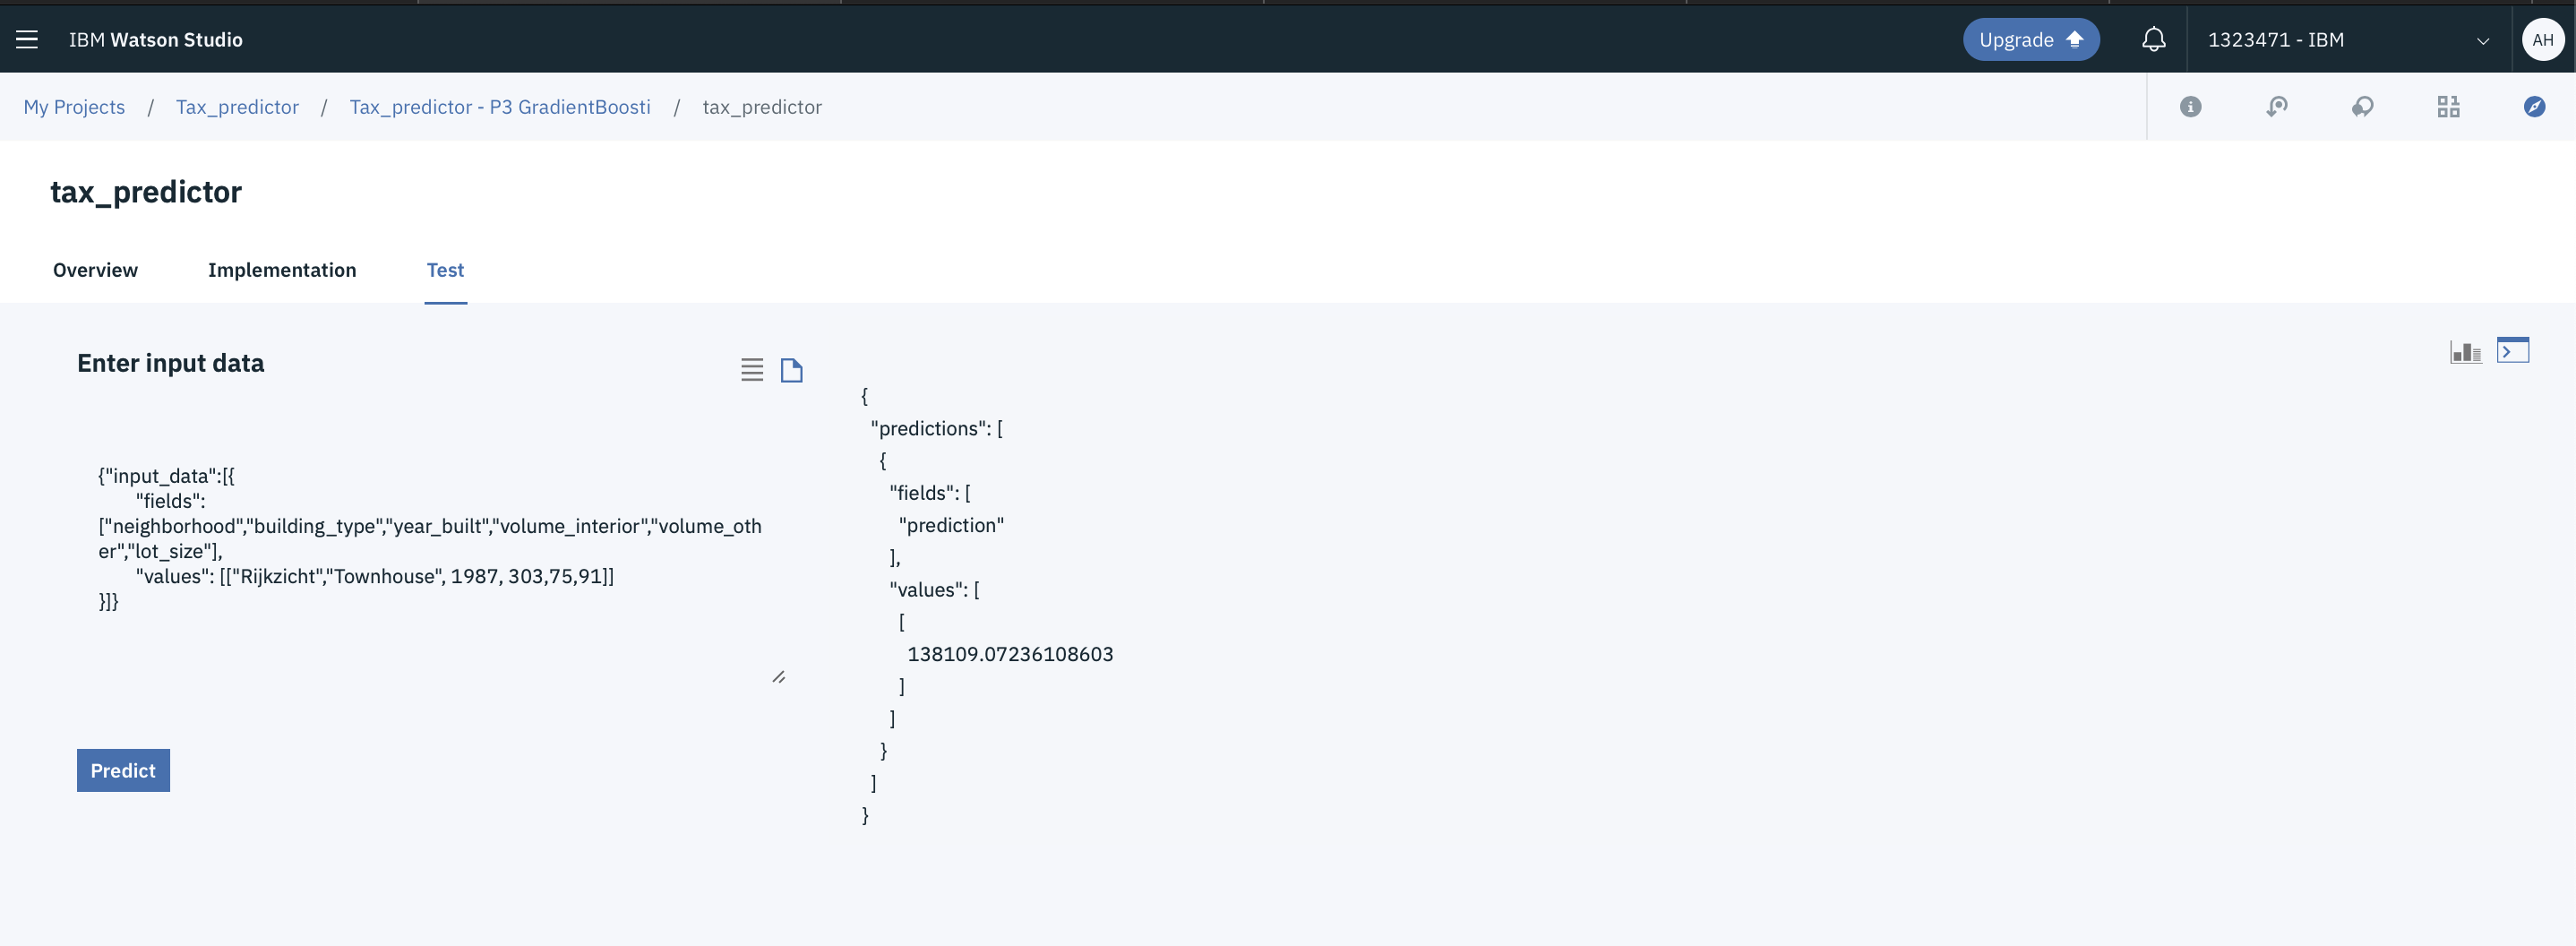 IBM Watson Studio
Upgrade
1323471 - IBM
AH
My Projects / Tax_predictor / Tax_predictor - P3 GradientBoosti / tax_predictor
tax_predictor
Overview
Implementation
Test
Enter input data
{"input_data":[{
"fields":
["neighborhood","building_type","year_built","volume_interior","volume_oth
er","lot_size"],
"values": [["Rijkzicht","Townhouse", 1987, 303,75,91]]
}]}
Predict
{
"predictions": [
{
"fields": [
"prediction"
],
"values": [
[
138109.07236108603
]
]
}
]
}